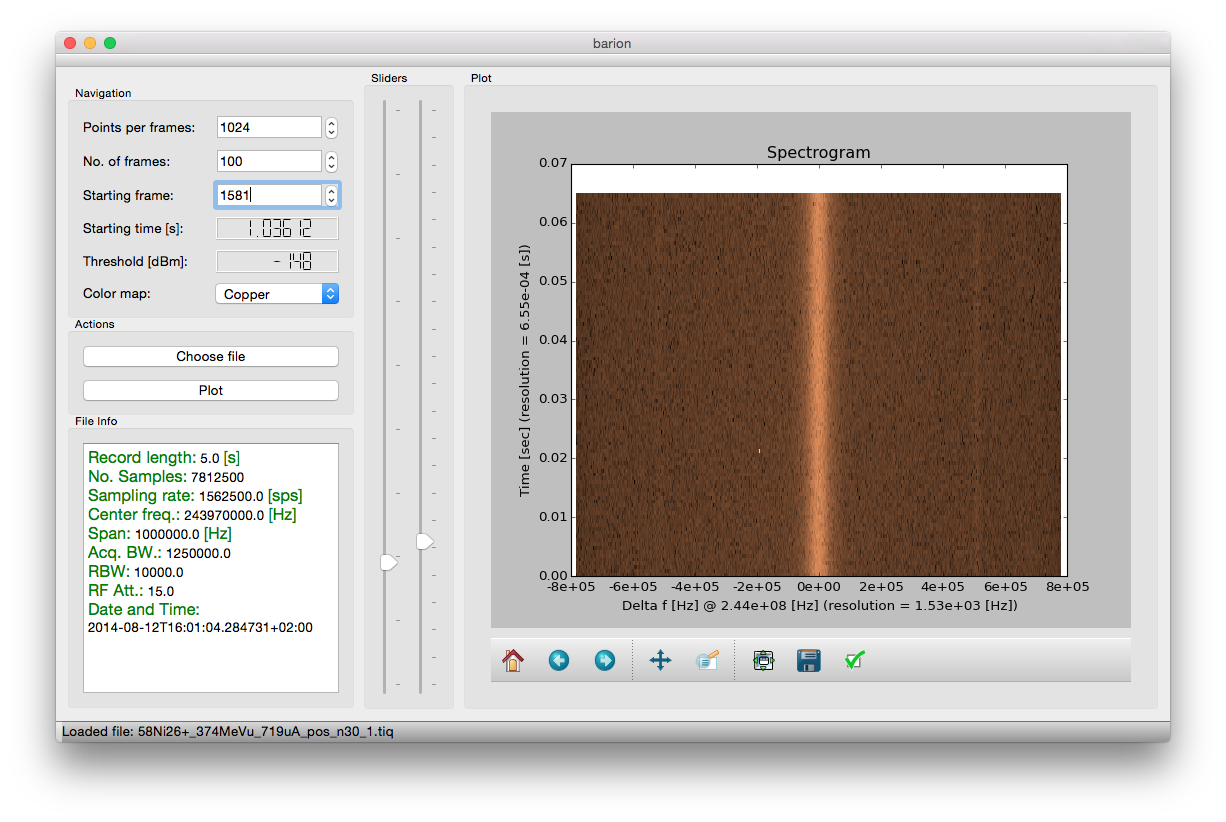 barion
Navigation
Points per frames: 1024
No. of frames: 100
Starting frame: 1581
Starting time [s]: 1.03612
Threshold [dBm]: -148
Color map: Copper
Actions
Choose file
Plot
File Info
Record length: 5.0 [s]
No. Samples: 7812500
Sampling rate: 1562500.0 [sps]
Center freq.: 243970000.0 [Hz]
Span: 1000000.0 [Hz]
Acq. BW.: 1250000.0
RBW: 10000.0
RF Att.: 15.0
Date and Time:
2014-08-12T16:01:04.284731+02:00
Sliders
Plot
Spectrogram
Time [sec] (resolution = 6.55e-04 [s])
0.07
0.06
0.05
0.04
0.03
0.02
0.01
0.00
-8e+05 -6e+05 -4e+05 -2e+05 0e+00 2e+05 4e+05 6e+05 8e+05
Delta f [Hz] @ 2.44e+08 [Hz] (resolution = 1.53e+03 [Hz])
Loaded file: 58Ni26+_374MeVu_719uA_pos_n30_1.tiq